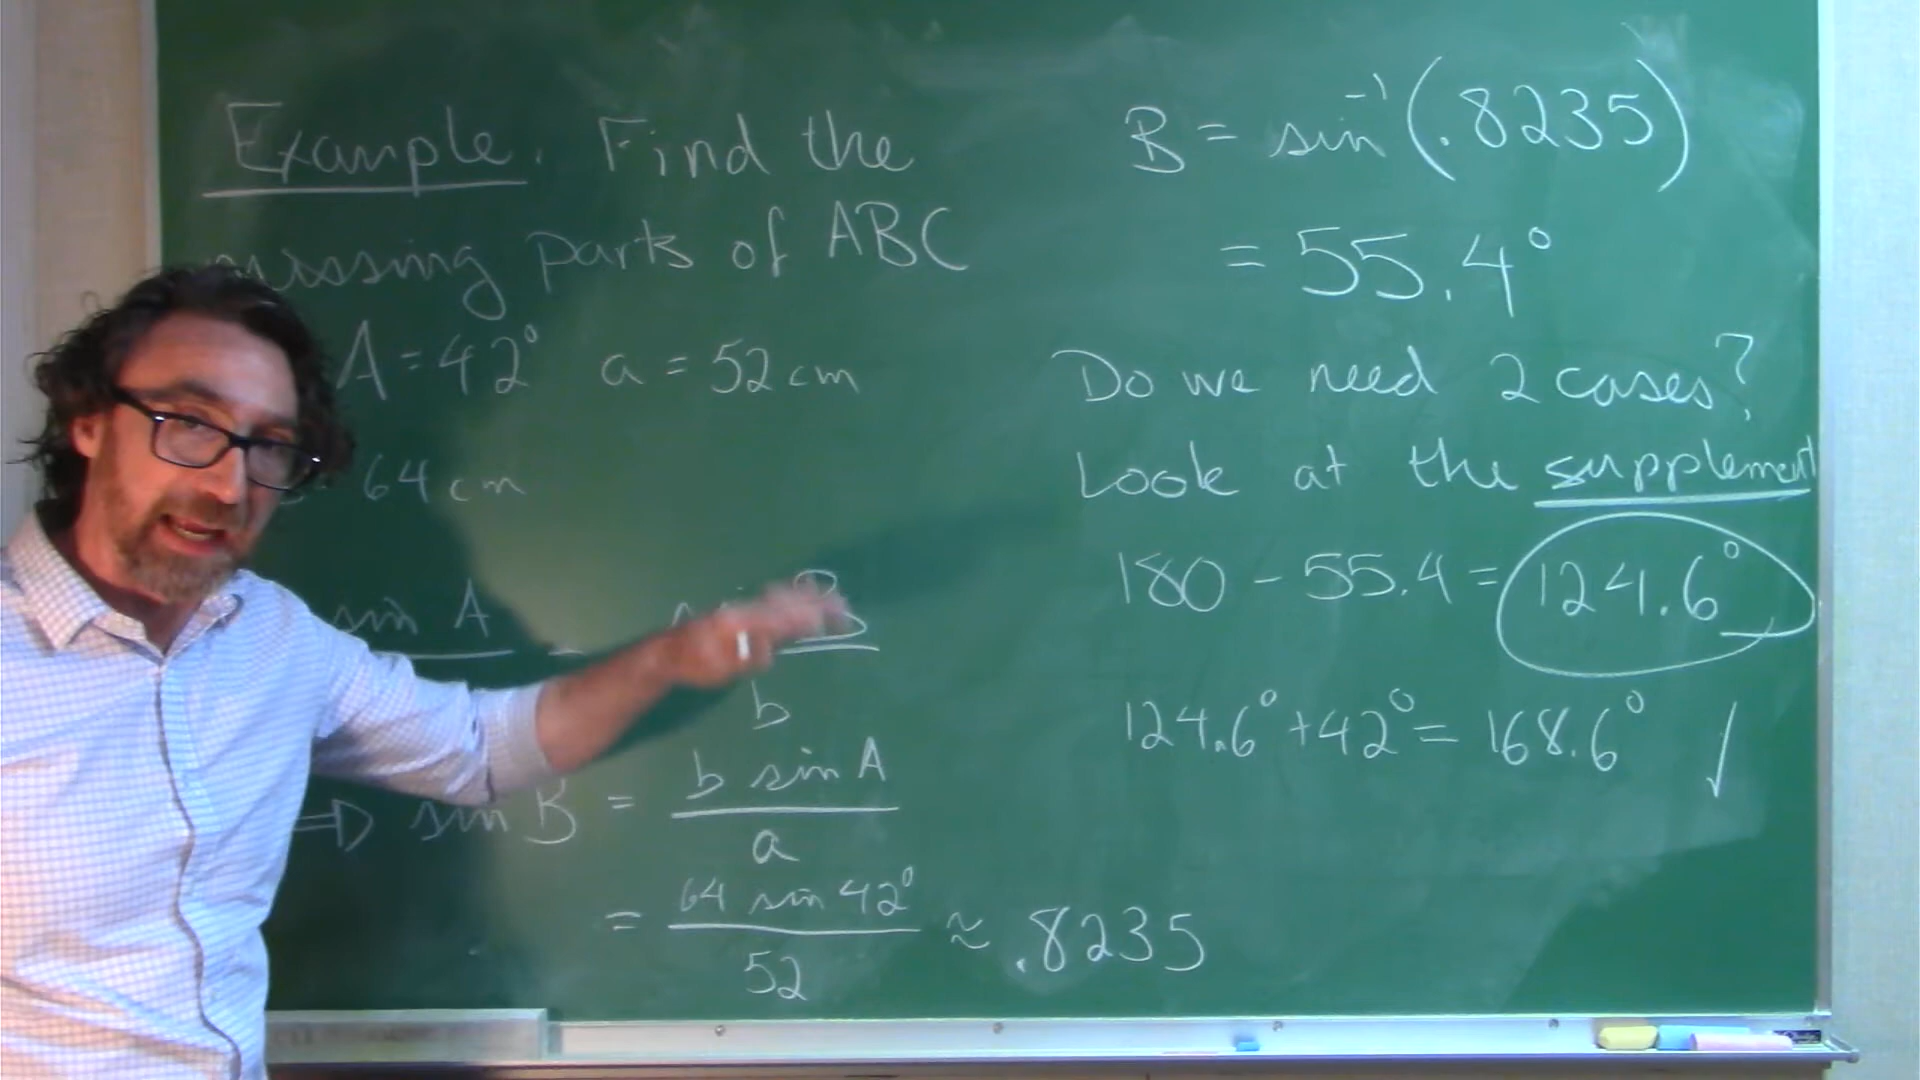 Example. Find the
missing parts of ABC
A = 42° a = 52 cm
64 cm
sin A = sin B
b
⇒ sin B = b sin A
a
= 64 sin 42° ≈ .8235
52
B = sin⁻¹(.8235)
= 55.4°
Do we need 2 cases?
Look at the supplement
180 - 55.4 = 124.6°
124.6° + 42° = 168.6° ✓